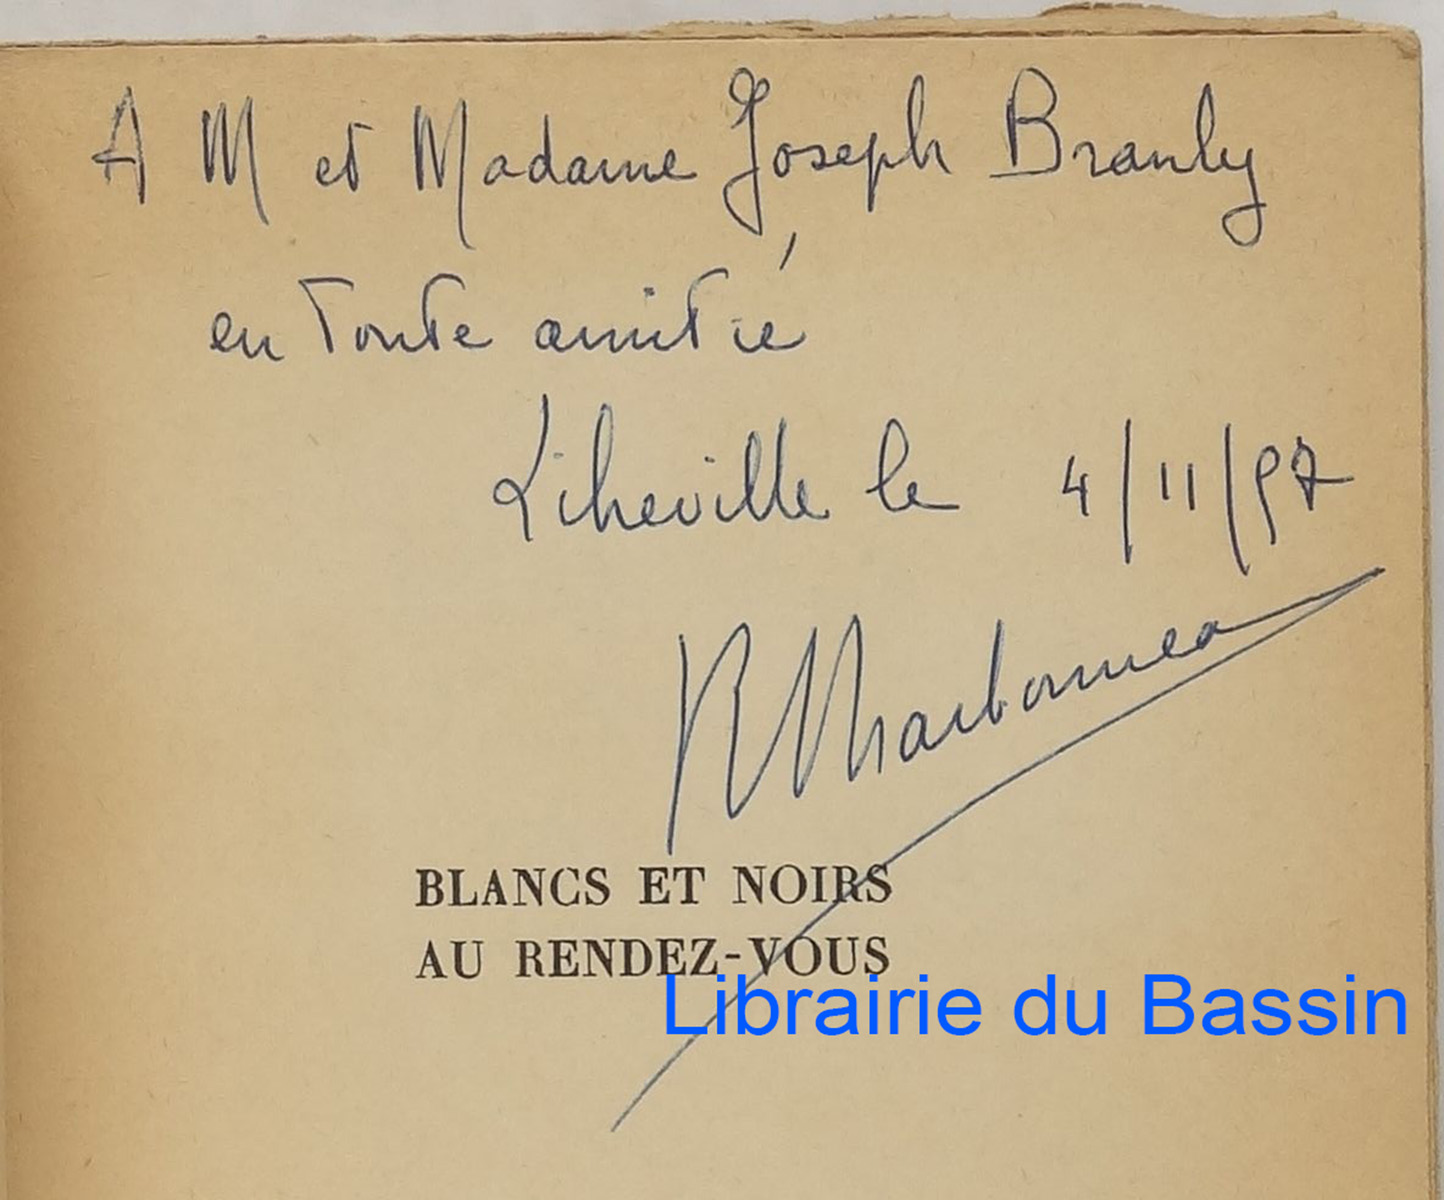 A M et Madame Joseph Branly
en toute amitié
Libreville le 4/11/57
R Charbonneau
BLANCS ET NOIRS
AU RENDEZ-VOUS
Librairie du Bassin